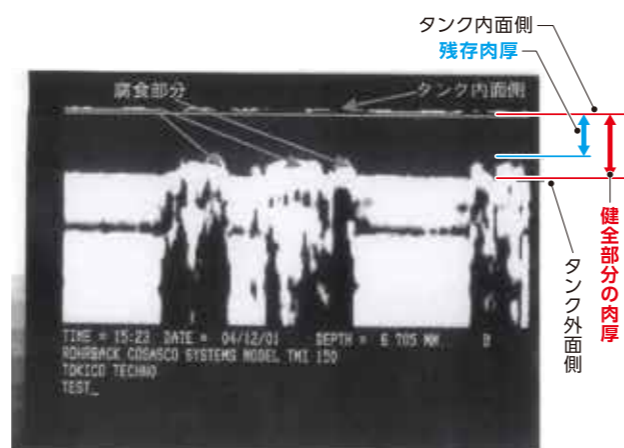 タンク内面側
残存肉厚
腐食部分
タンク内面側
健全部分の肉厚
タンク外面側
TIME = 15:23 DATE = 04/12/01 DEPTH = 6 705 MM B
ROHRBACK COSASCO SYSTEMS MODEL TMI 150
TOKICO TECHNO
TEST_